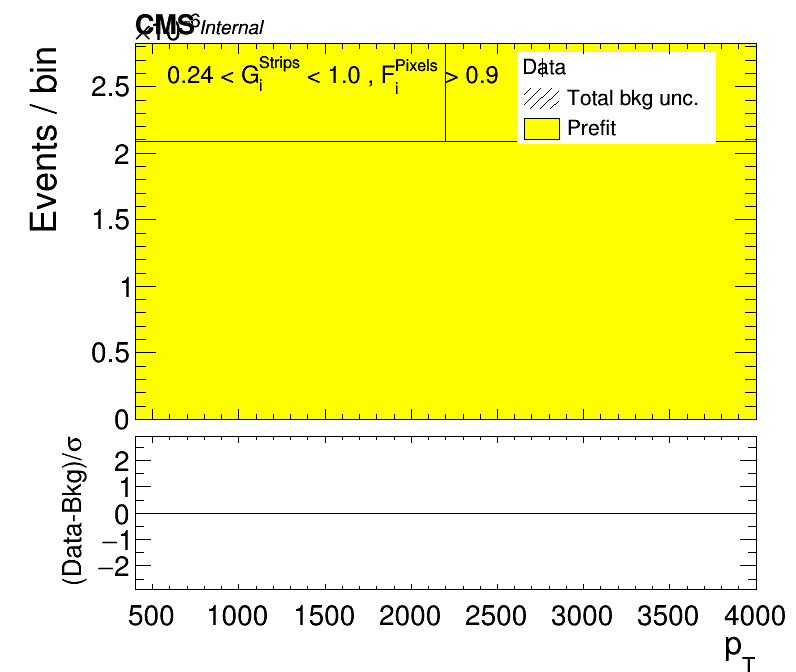 CMS Internal
×10⁻⁶
0.24 < G_i^Strips < 1.0 , F_i^Pixels > 0.9
Data
Total bkg unc.
Prefit
Events / bin
2.5
2
1.5
1
0.5
0
(Data-Bkg)/σ
2
1
0
−1
−2
500 1000 1500 2000 2500 3000 3500 4000
p_T